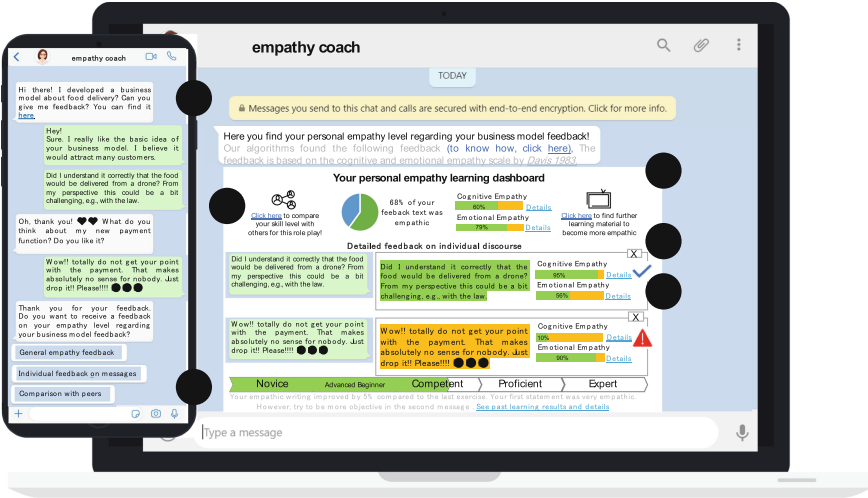 empathy coach
Hi there! I developed a business
model about food delivery? Can you
give me feedback? You can find it
here.
Hey!
Sure. I really like the basic idea of
your business model. I believe it
would attract many customers.
Did I understand it correctly that the food
would be delivered from a drone? From
my perspective this could be a bit
challenging, e.g., with the law.
Oh, thank you! What do you
think about my new payment
function? Do you like it?
Wow!! totally do not get your point
with the payment. That makes
absolutely no sense for nobody. Just
drop it!! Please!!!!
Thank you for your feedback.
Do you want to receive a feedback
on your empathy level regarding
your business model feedback?
General empathy feedback
Individual feedback on messages
Comparison with peers
empathy coach
TODAY
Messages you send to this chat and calls are secured with end-to-end encryption. Click for more info.
Here you find your personal empathy level regarding your business model feedback!
Our algorithms found the following feedback (to know how, click here). The
feedback is based on the cognitive and emotional empathy scale by Davis 1983.
Your personal empathy learning dashboard
Click here to compare
your skill level with
others for this role play!
68% of your
feback text was
empathic
Cognitive Empathy
60%
Details
Emotional Empathy
79%
Details
Click here to find further
learning material to
become more empathic
Detailed feedback on individual discourse
Did I understand it correctly that the food
would be delivered from a drone? From
my perspective this could be a bit
challenging, e.g., with the law.
X
Did I understand it correctly that the food
would be delivered from a drone? From
my perspective this could be a bit
challenging, e.g., with the law.
Cognitive Empathy
95%
Details
Emotional Empathy
56%
Details
Wow!! totally do not get your point
with the payment. That makes
absolutely no sense for nobody. Just
drop it!! Please!!!!
X
Wow!! totally do not get your point
with the payment. That makes
absolutely no sense for nobody. Just
drop it!! Please!!!!
Cognitive Empathy
10%
Details
Emotional Empathy
90%
Details
Novice Advanced Beginner Competent Proficient Expert
Your empathic writing improved by 5% compared to the last exercise. Your first statement was very empathic.
However, try to be more objective in the second message. See past learning results and details
Type a message